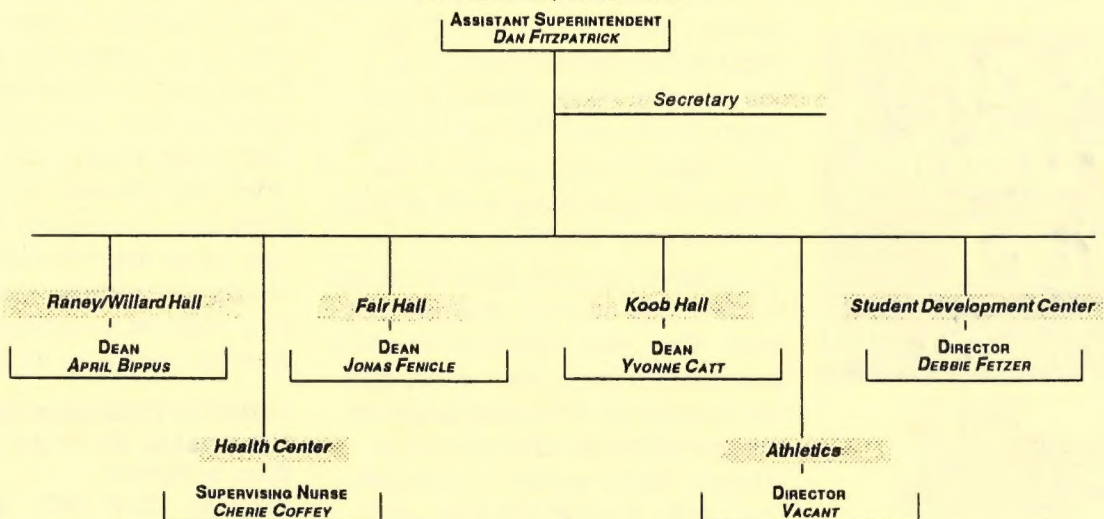 ASSISTANT SUPERINTENDENT
DAN FITZPATRICK
Secretary
Raney/Willard Hall
DEAN
APRIL BIPPUS
Fair Hall
DEAN
JONAS FENICLE
Koob Hall
DEAN
YVONNE CATT
Student Development Center
DIRECTOR
DEBBIE FETZER
Health Center
SUPERVISING NURSE
CHERIE COFFEY
Athletics
DIRECTOR
VACANT